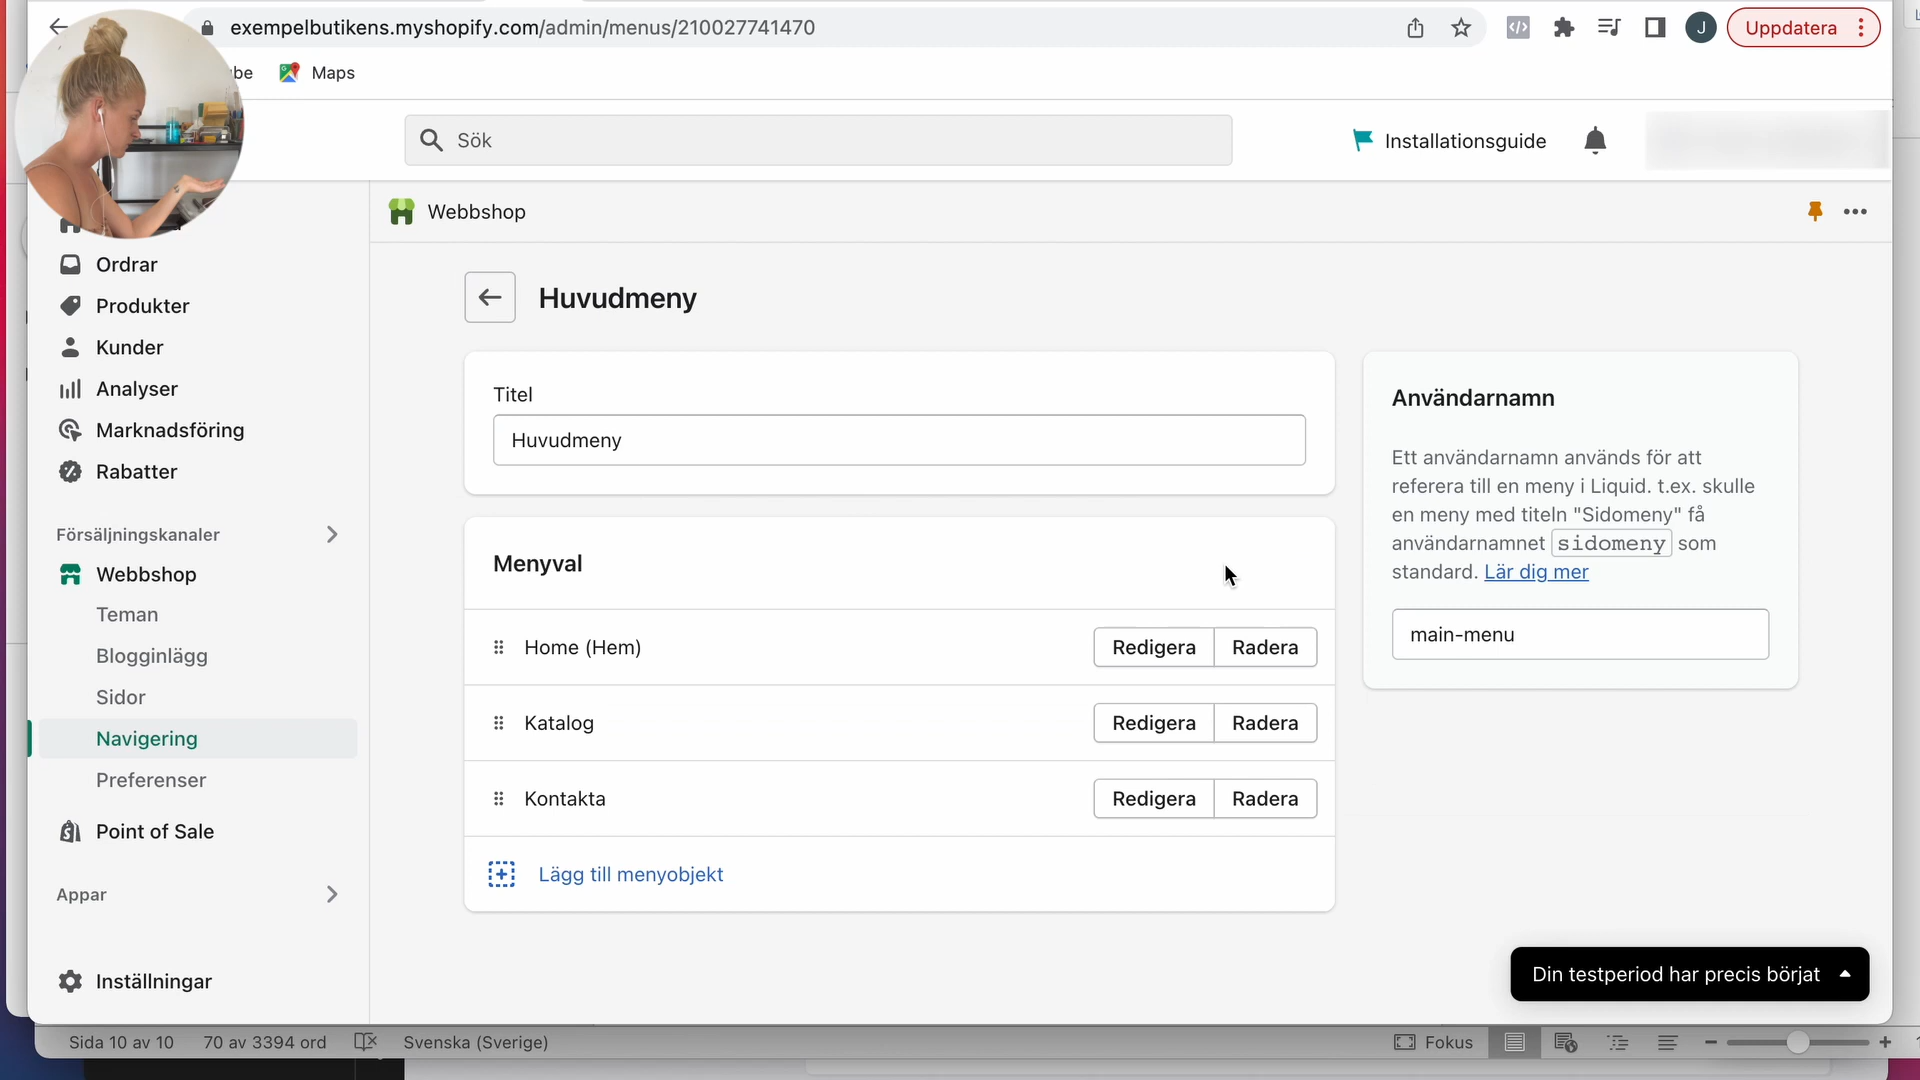 exempelbutikens.myshopify.com/admin/menus/210027741470
J
Uppdatera
be
Maps
Sök
Installationsguide
Webbshop
Ordrar
Produkter
Kunder
Analyser
Marknadsföring
Rabatter
Försäljningskanaler
Webbshop
Teman
Blogginlägg
Sidor
Navigering
Preferenser
Point of Sale
Appar
Inställningar
Huvudmeny
Titel
Huvudmeny
Menyval
Home (Hem)
Redigera
Radera
Katalog
Redigera
Radera
Kontakta
Redigera
Radera
Lägg till menyobjekt
Användarnamn
Ett användarnamn används för att
referera till en meny i Liquid. t.ex. skulle
en meny med titeln "Sidomeny" få
användarnamnet sidomeny som
standard. Lär dig mer
main-menu
Din testperiod har precis börjat
Sida 10 av 10
70 av 3394 ord
Svenska (Sverige)
Fokus